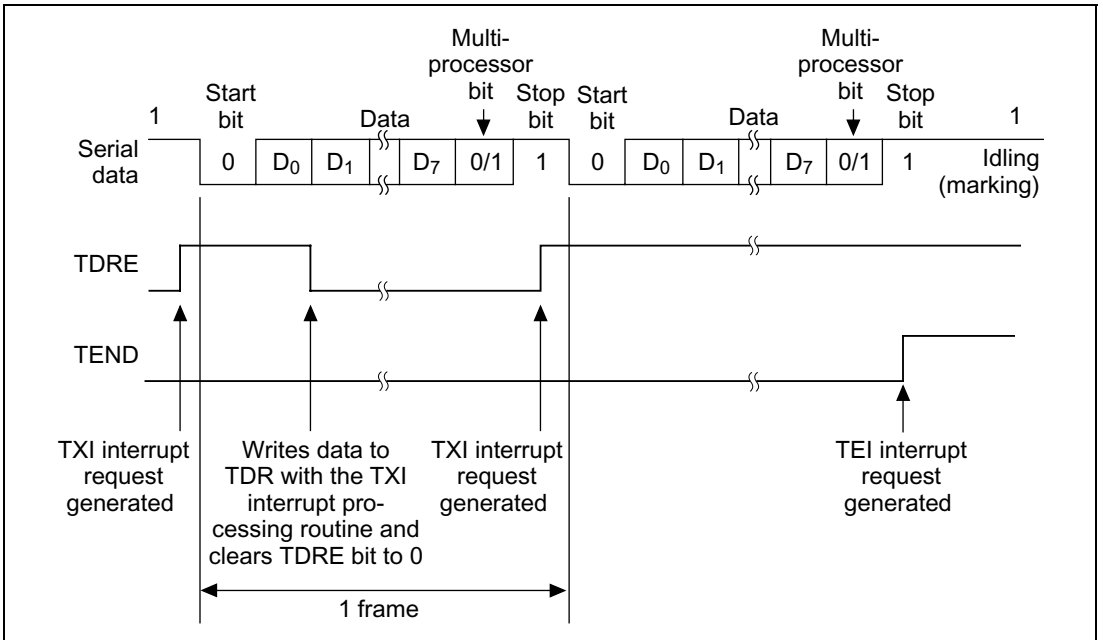 Multi-
processor
bit
Multi-
processor
bit
1 Start
bit Data Stop
bit Start
bit Data Stop
bit 1
Serial
data
0 D0 D1 D7 0/1 1 0 D0 D1 D7 0/1 1 Idling
(marking)
TDRE
TEND
TXI interrupt
request
generated
Writes data to
TDR with the TXI
interrupt pro-
cessing routine and
clears TDRE bit to 0
TXI interrupt
request
generated
TEI interrupt
request
generated
1 frame